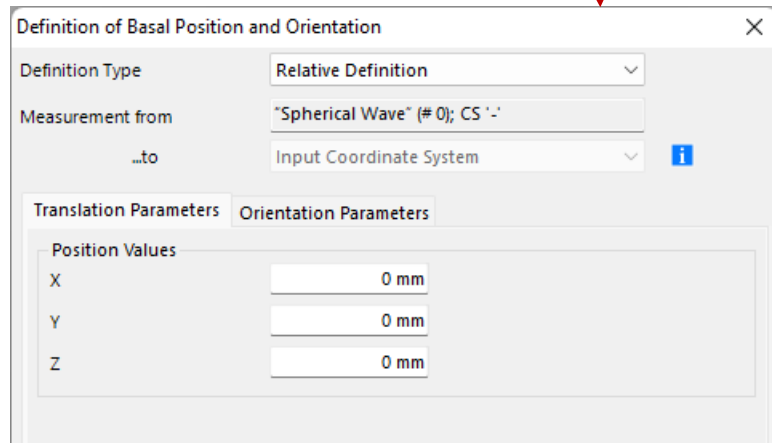 Definition of Basal Position and Orientation
Definition Type Relative Definition
Measurement from "Spherical Wave" (# 0); CS '-'
...to Input Coordinate System i
Translation Parameters Orientation Parameters
Position Values
X 0 mm
Y 0 mm
Z 0 mm